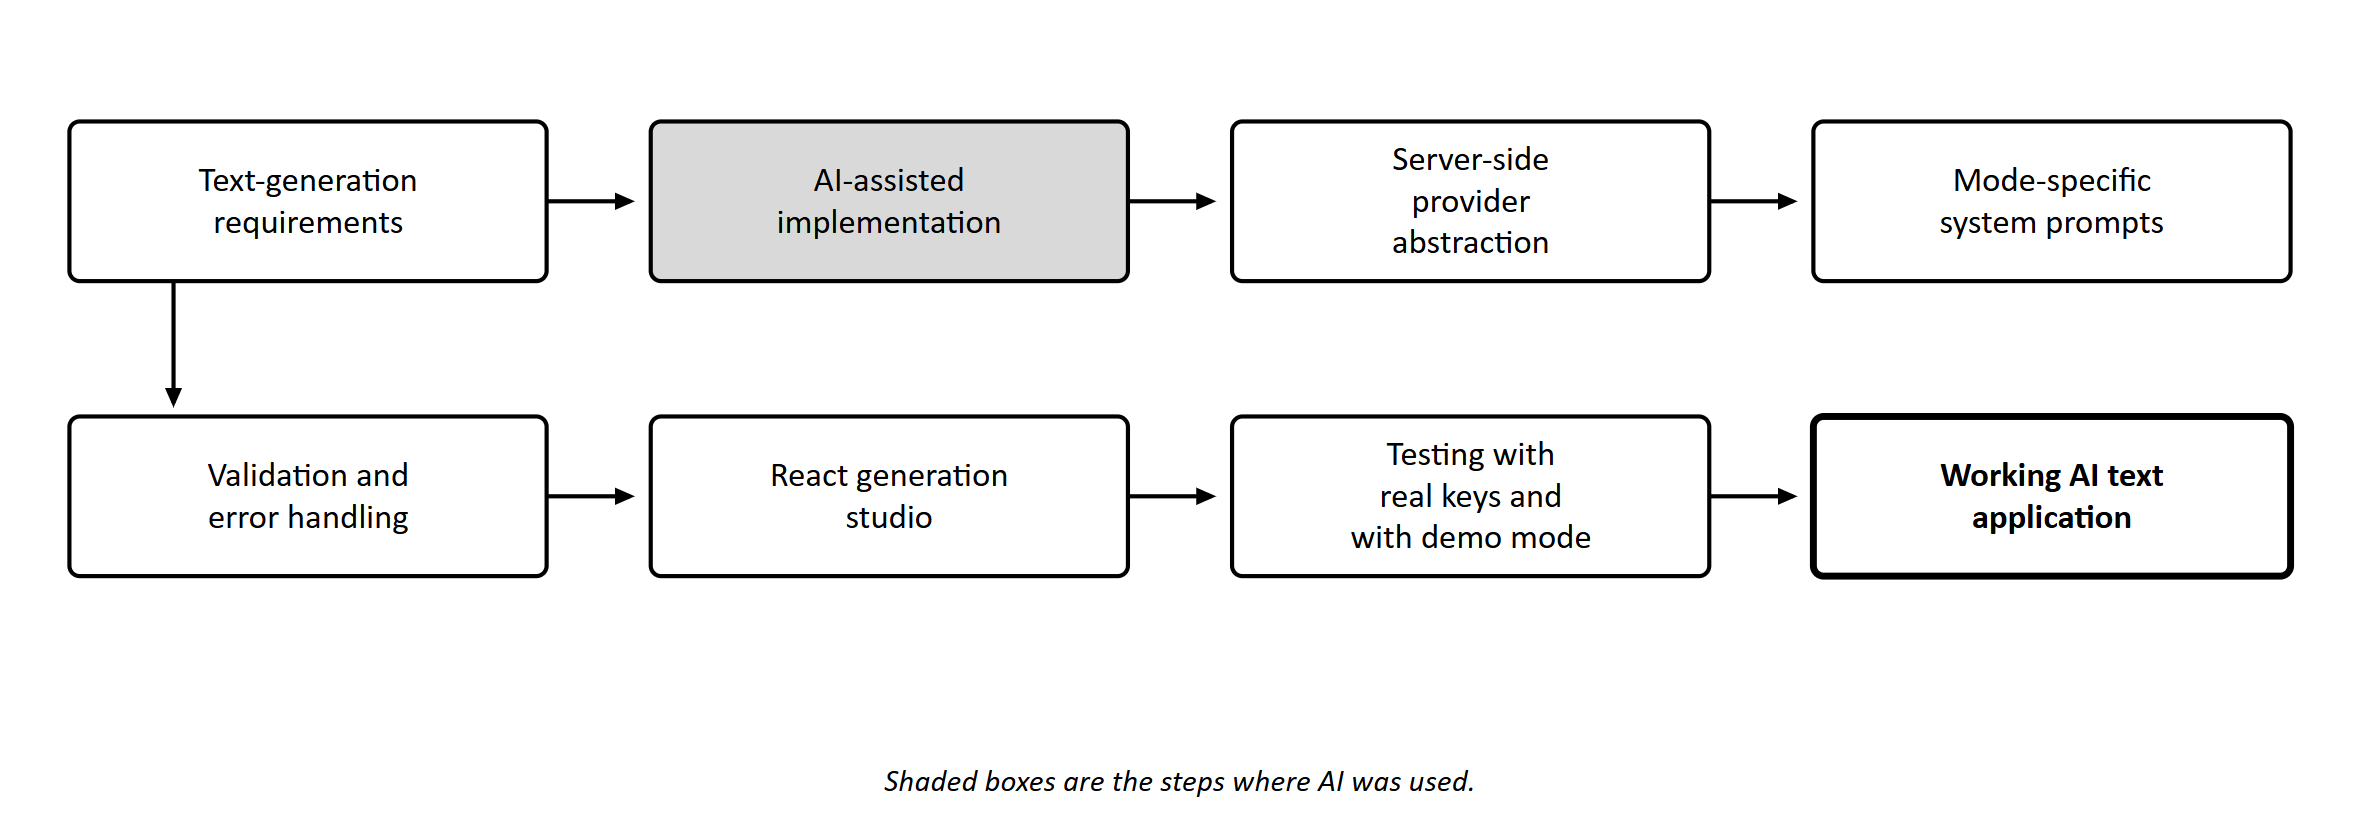 Text-generation
requirements
AI-assisted
implementation
Server-side
provider
abstraction
Mode-specific
system prompts
Validation and
error handling
React generation
studio
Testing with
real keys and
with demo mode
Working AI text
application
Shaded boxes are the steps where AI was used.